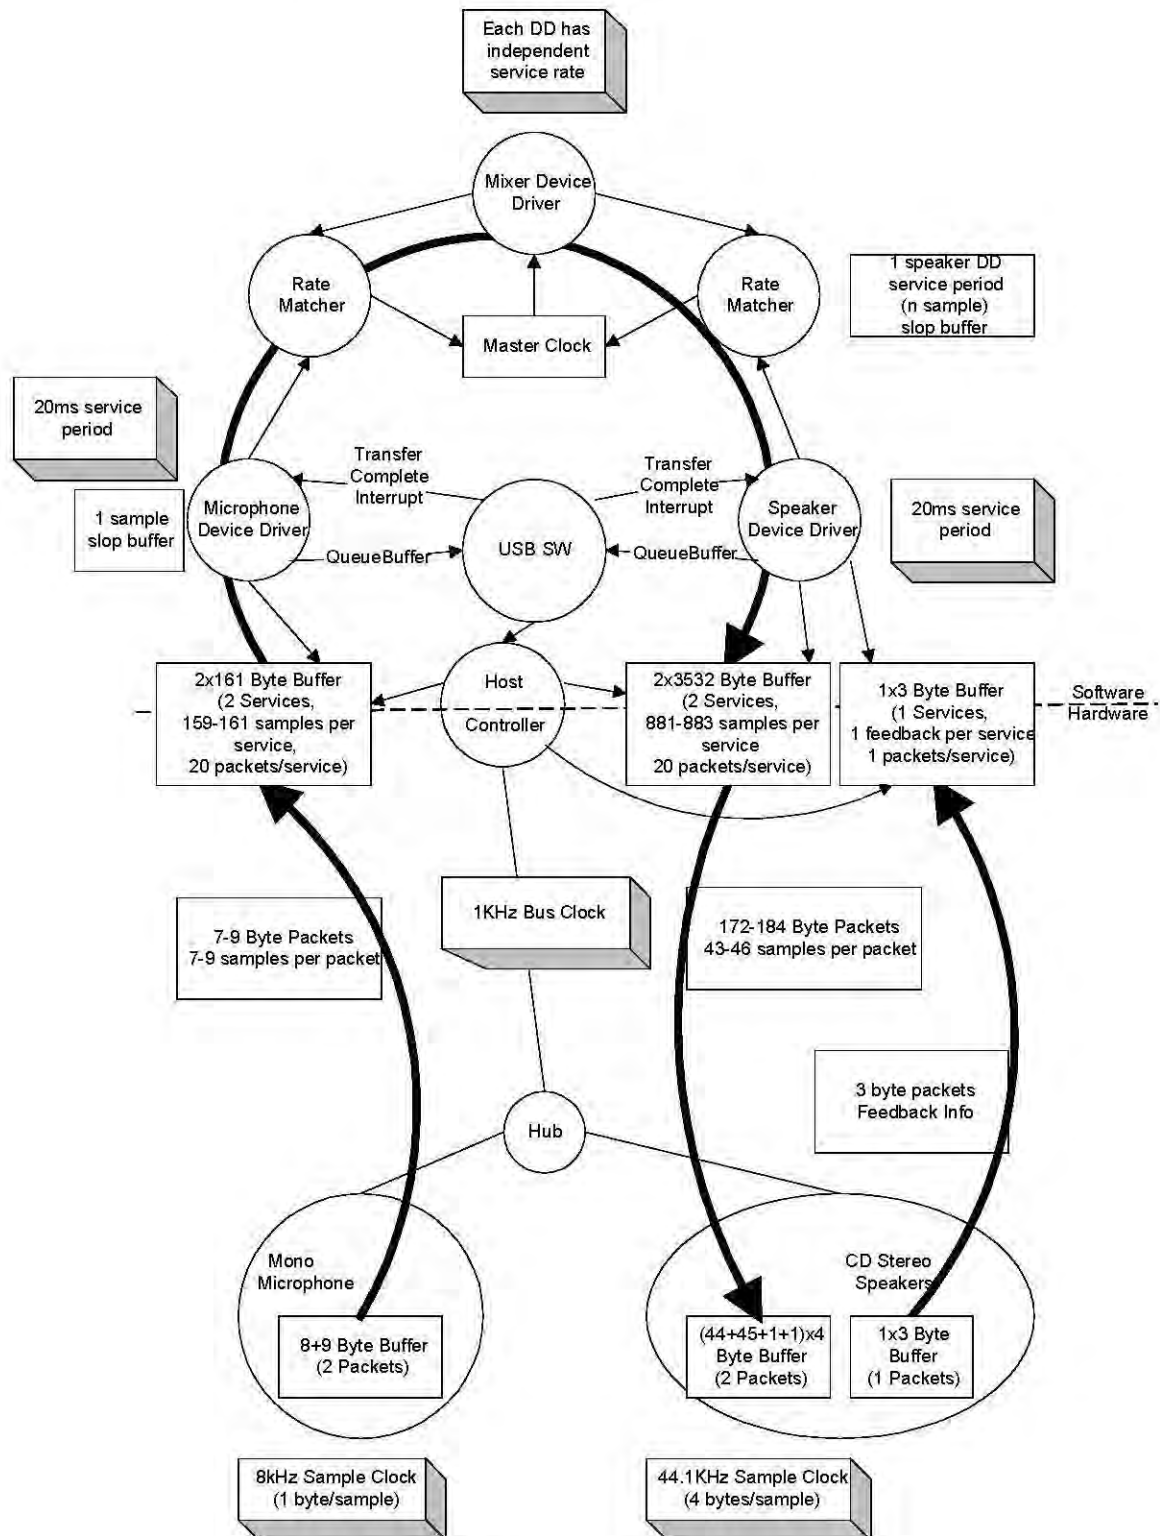 Each DD has
independent
service rate
Mixer Device
Driver
Rate
Matcher
Rate
Matcher
1 speaker DD
service period
(n sample)
slop buffer
Master Clock
20ms service
period
Transfer
Complete
Interrupt
Transfer
Complete
Interrupt
1 sample
slop buffer
Microphone
Device Driver
USB SW
Speaker
Device Driver
20ms service
period
QueueBuffer
QueueBuffer
2x161 Byte Buffer
(2 Services,
159-161 samples per
service,
20 packets/service)
Host
Controller
2x3532 Byte Buffer
(2 Services,
881-883 samples per
service
20 packets/service)
1x3 Byte Buffer
(1 Services,
1 feedback per service
1 packets/service)
Software
Hardware
7-9 Byte Packets
7-9 samples per packet
1KHz Bus Clock
172-184 Byte Packets
43-46 samples per packet
3 byte packets
Feedback Info
Hub
Mono
Microphone
CD Stereo
Speakers
8+9 Byte Buffer
(2 Packets)
(44+45+1+1)x4
Byte Buffer
(2 Packets)
1x3 Byte
Buffer
(1 Packets)
8kHz Sample Clock
(1 byte/sample)
44.1KHz Sample Clock
(4 bytes/sample)